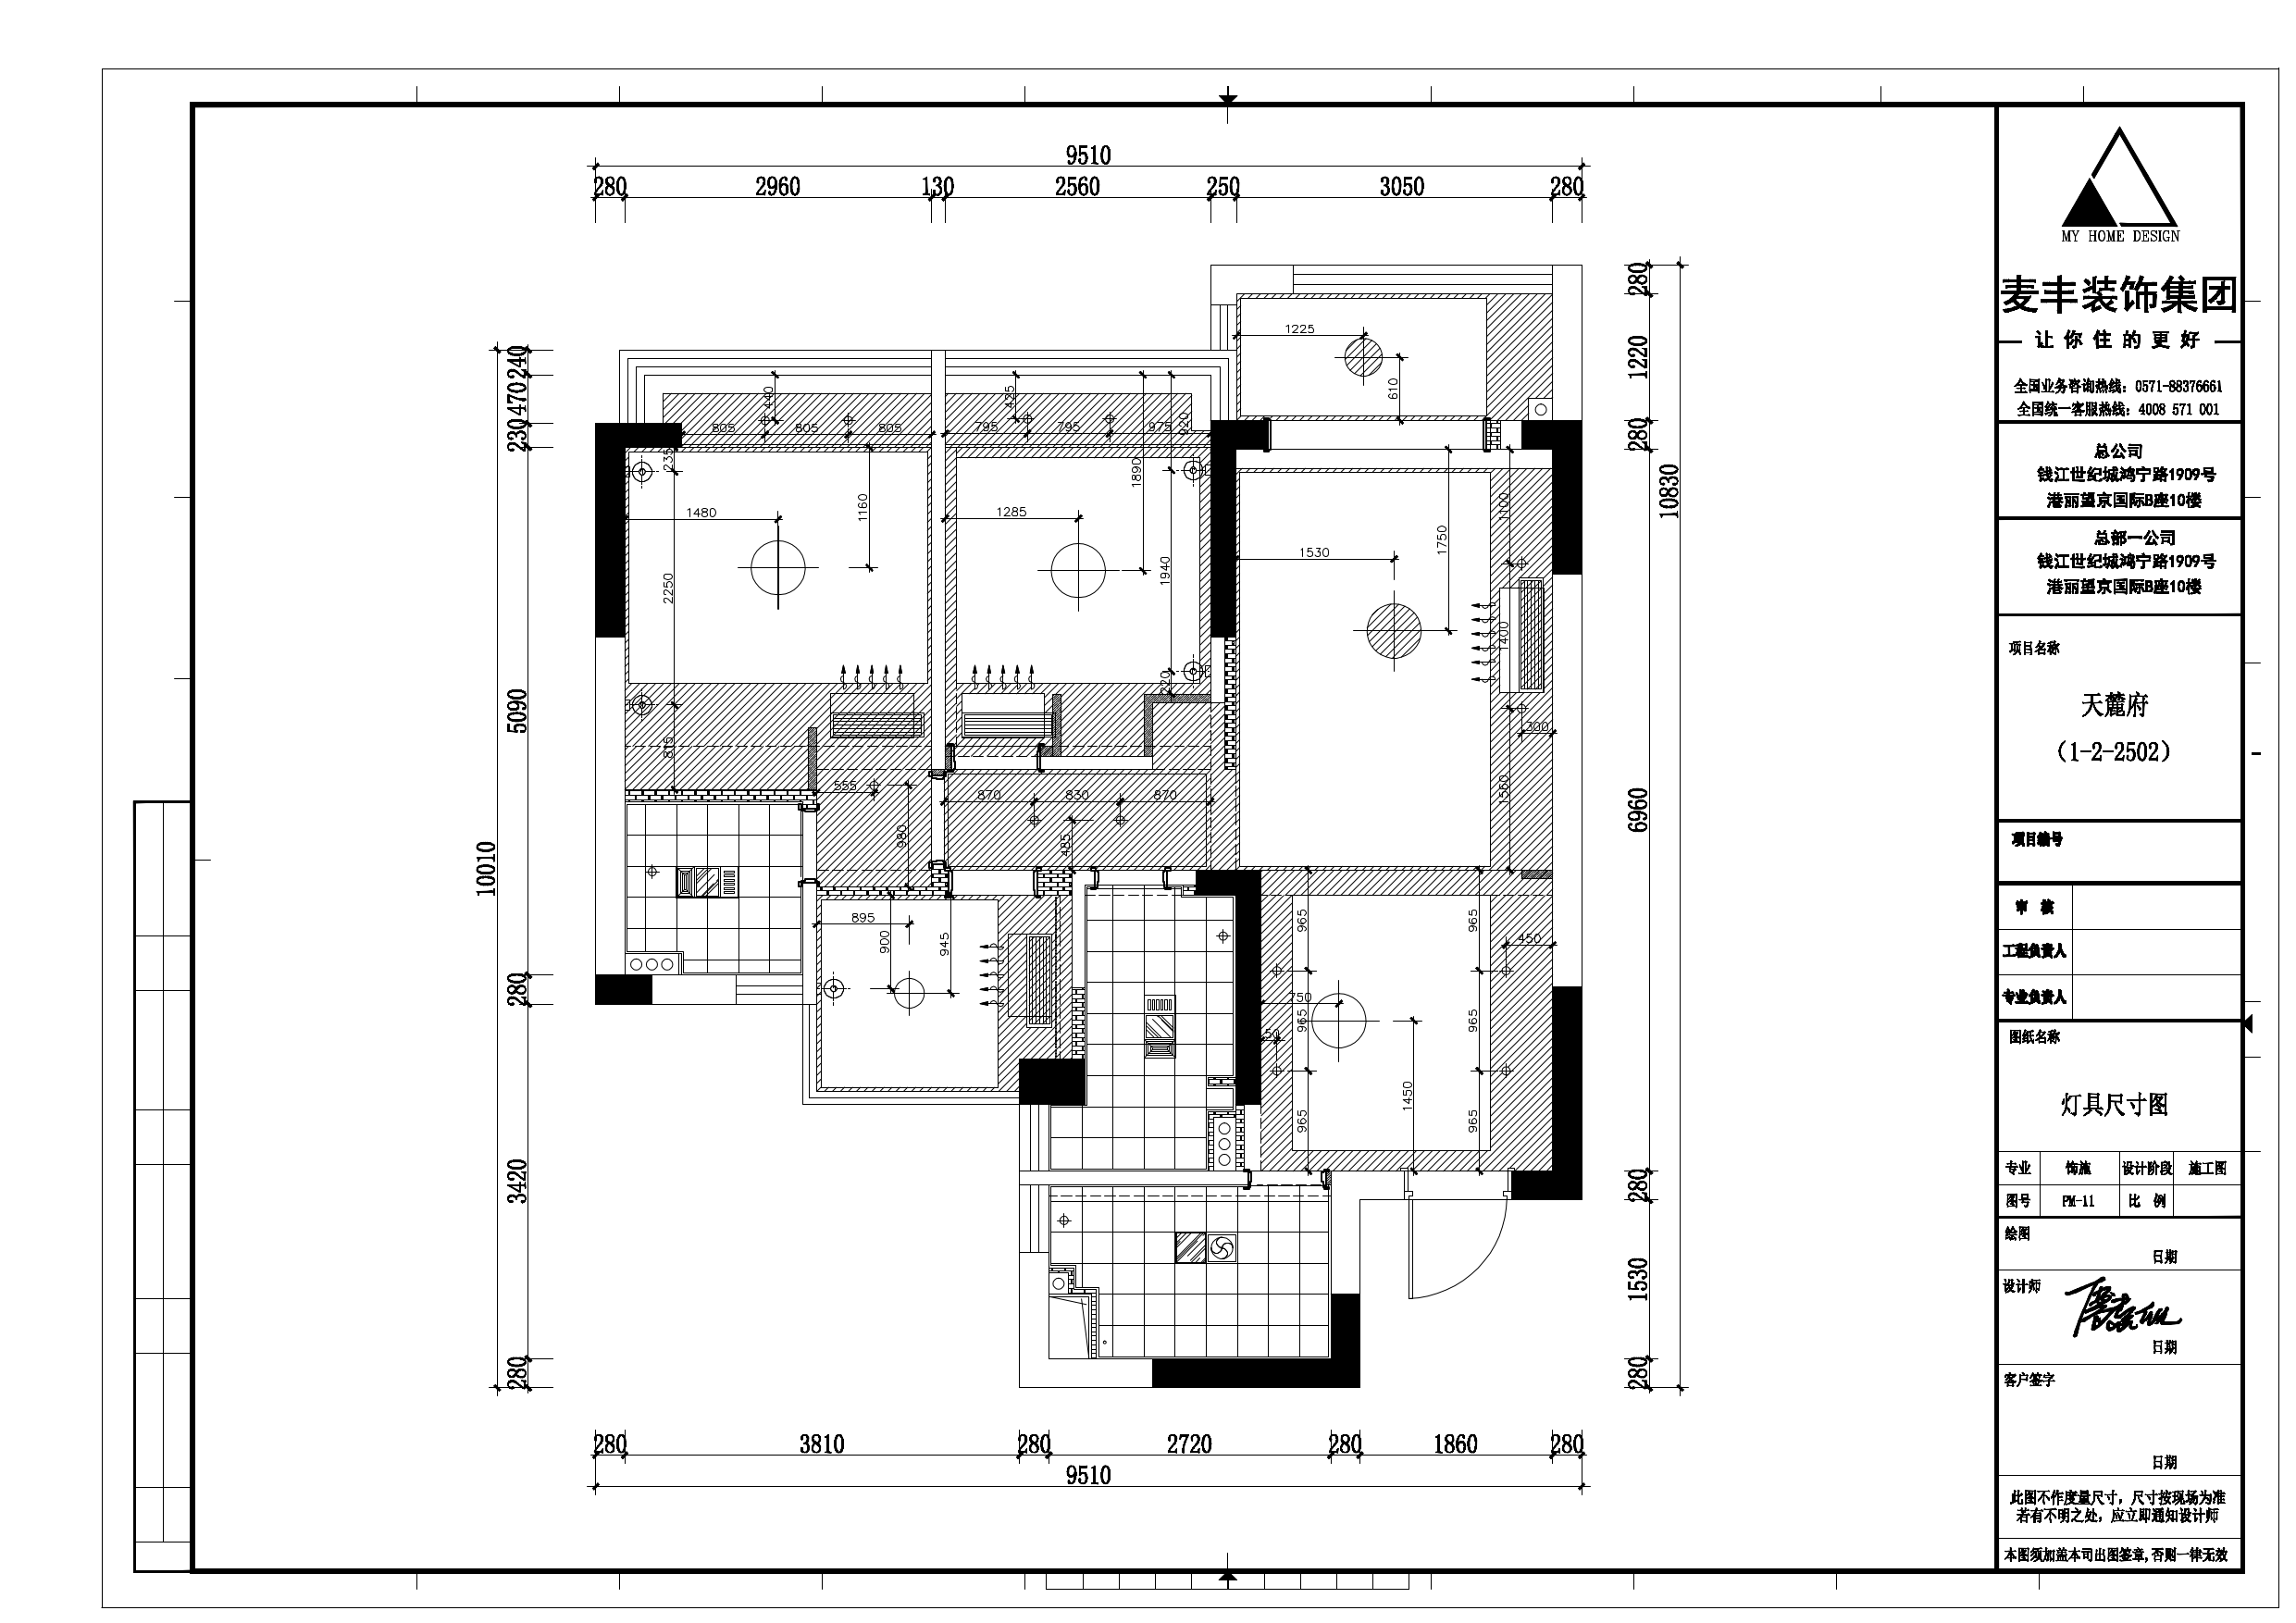 9510
280 2960 130 2560 250 3050 280
280
1220
280
10830
6960
280
1530
280
240
470
230
10010
5090
280
3420
280
1225
610
440
425
920
805 805 805
795 795 975
235
1890
1480
1160
1285
1940
2250
220
815
1530
1750
1100
1400
300
1560
555
980
870 830 870
485
895
900
945
965
965
450
750
965
965
1450
965
965
280 3810 280 2720 280 1860 280
9510
MY HOME DESIGN
麦丰装饰集团
让你住的更好
全国业务咨询热线：0571-88376661
全国统一客服热线：4008 571 001
总公司
钱江世纪城鸿宁路1909号
港丽望京国际B座10楼
总部一公司
钱江世纪城鸿宁路1909号
港丽望京国际B座10楼
项目名称
天麓府
（1-2-2502）
项目编号
审 核
工程负责人
专业负责人
图纸名称
灯具尺寸图
专业 饰施 设计阶段 施工图
图号 PM-11 比 例
绘图
日期
设计师
日期
客户签字
日期
此图不作度量尺寸，尺寸按现场为准
若有不明之处，应立即通知设计师
本图须加盖本司出图签章，否则一律无效